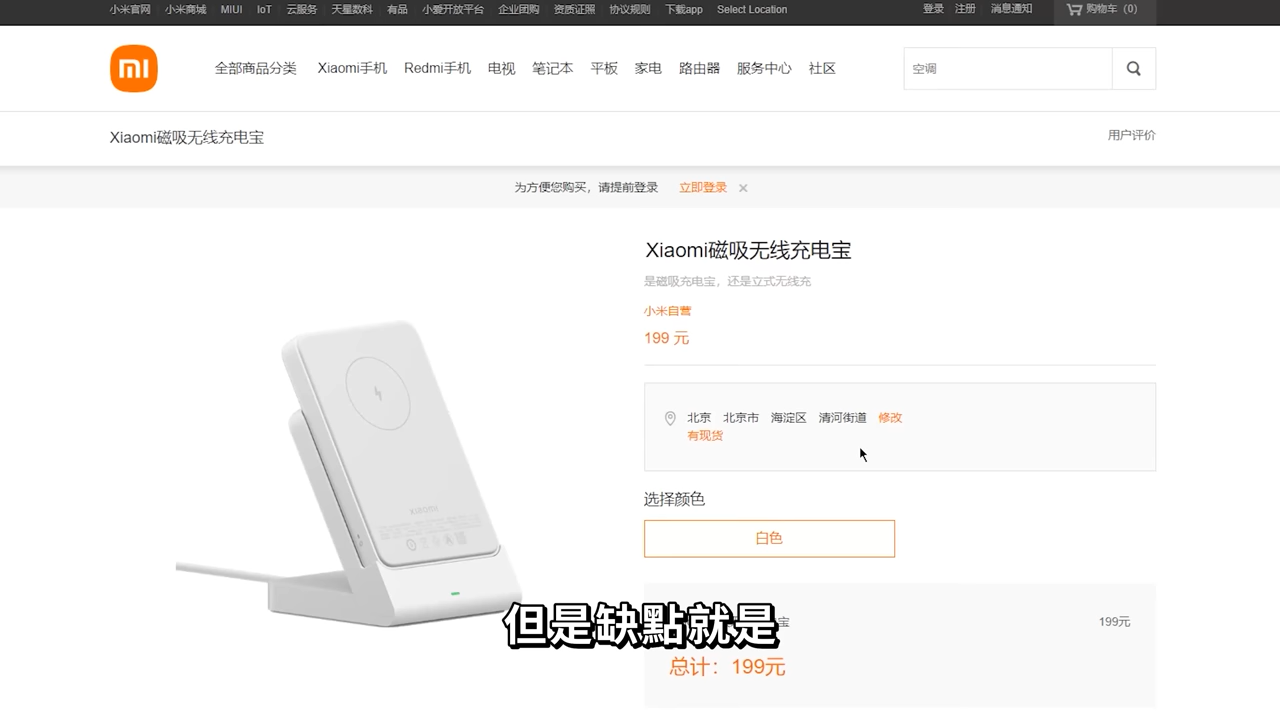 小米官网 小米商城 MIUI IoT 云服务 天星数科 有品 小爱开放平台 企业团购 资质证照 协议规则 下载app Select Location 登录 注册 消息通知 购物车（0）
全部商品分类 Xiaomi手机 Redmi手机 电视 笔记本 平板 家电 路由器 服务中心 社区 空调
Xiaomi磁吸无线充电宝 用户评价
为方便您购买，请提前登录 立即登录
Xiaomi磁吸无线充电宝
是磁吸充电宝，还是立式无线充
小米自营
199 元
北京 北京市 海淀区 清河街道 修改
有现货
选择颜色
白色
xiaomi
宝 199元
但是缺點就是
总计：199元